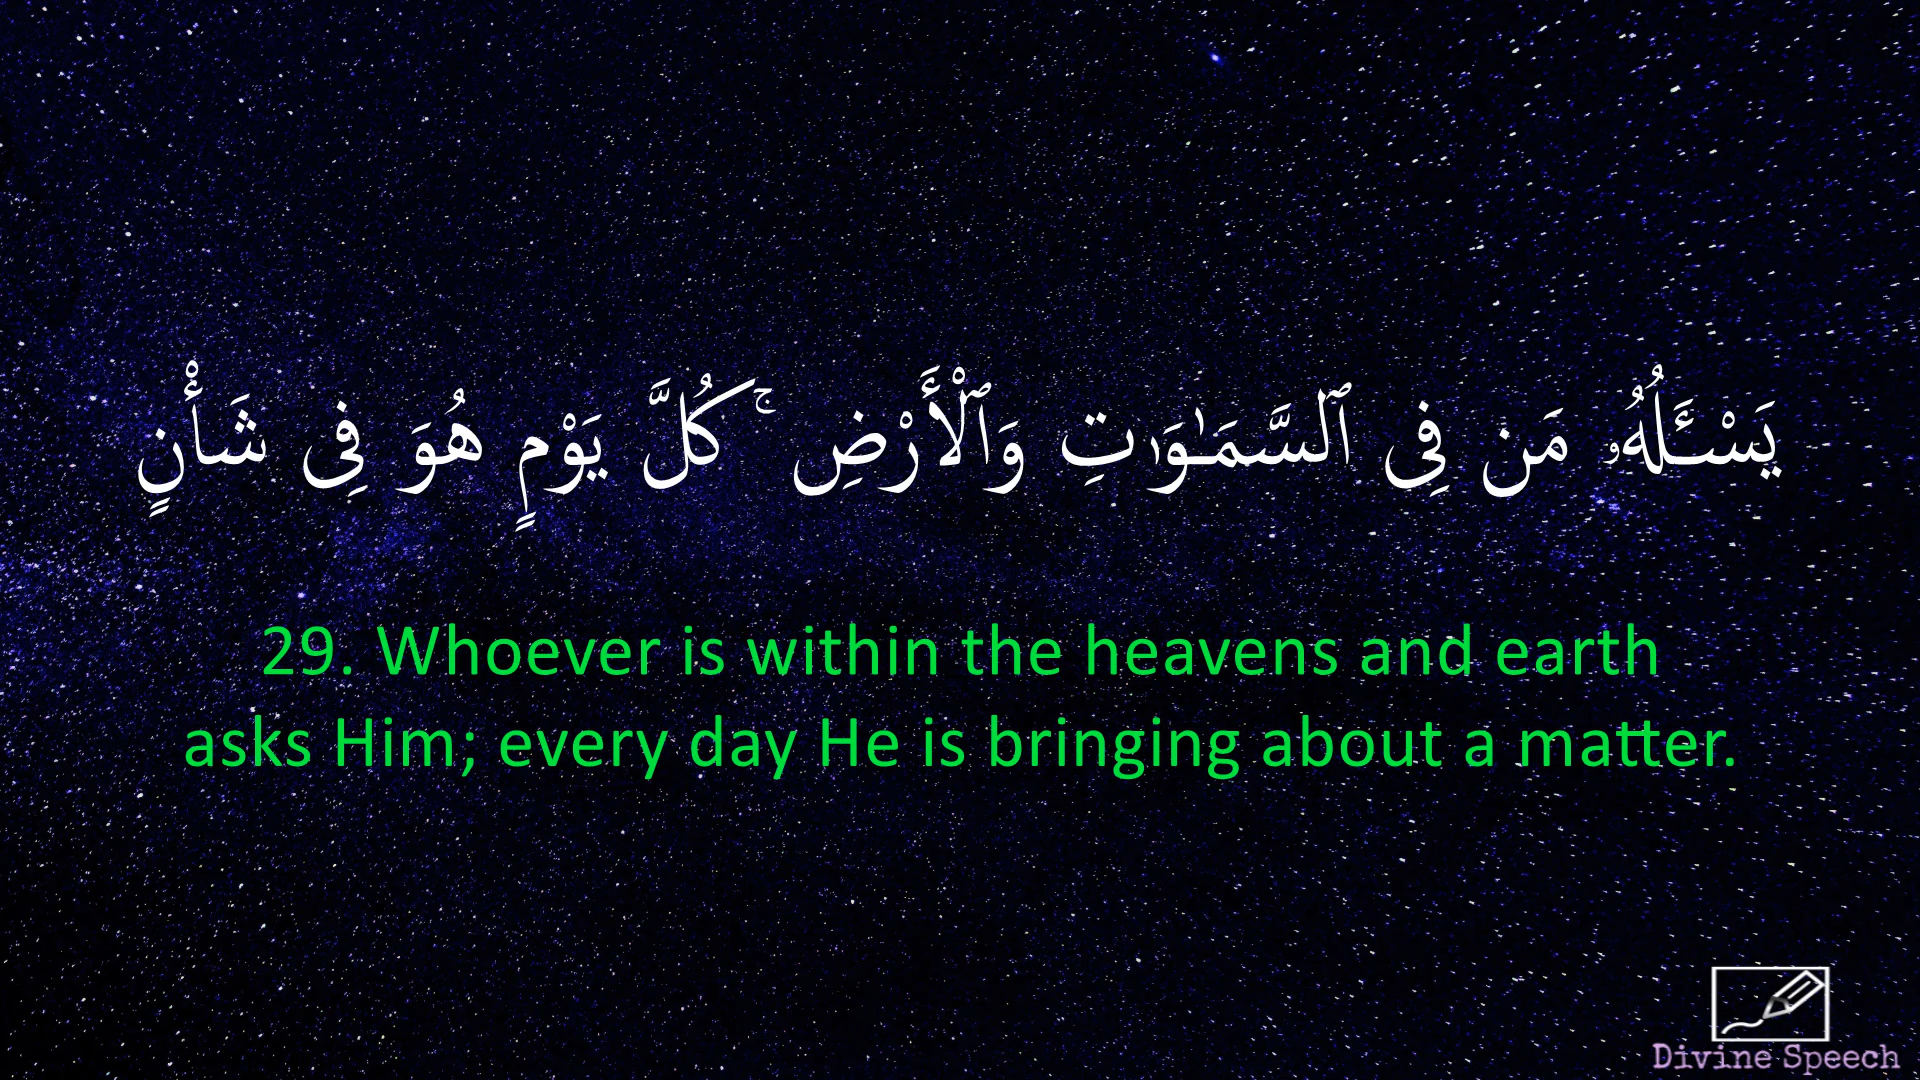 يَسْـَٔلُهُۥ مَن فِى ٱلسَّمَـٰوَٰتِ وَٱلْأَرْضِ ۚ كُلَّ يَوْمٍ هُوَ فِى شَأْنٍ
29. Whoever is within the heavens and earth
asks Him; every day He is bringing about a matter.
Divine Speech